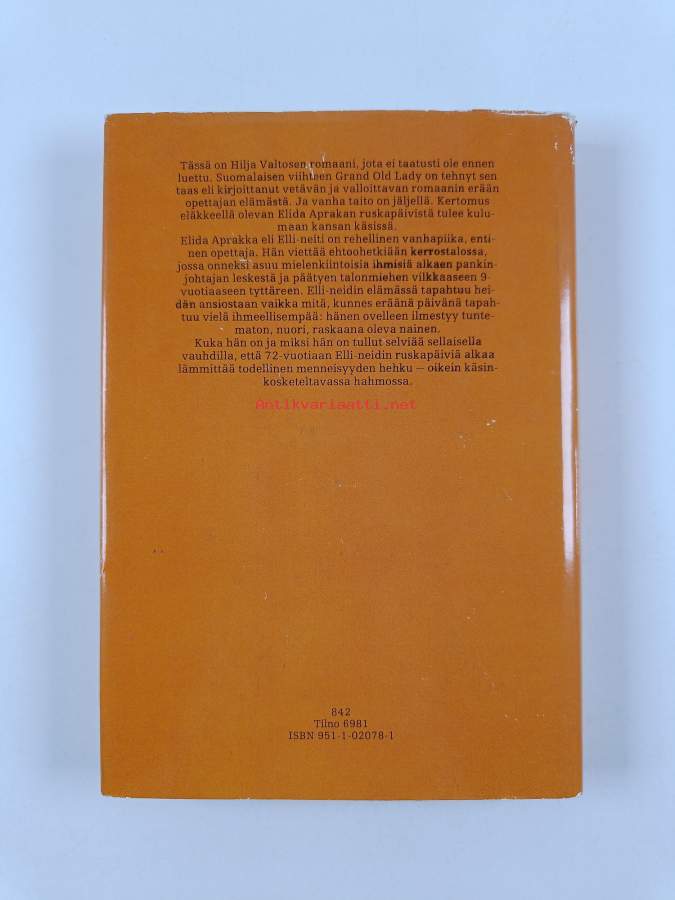 Tässä on Hilja Valtosen romaani, jota ei taatusti ole ennen
luettu. Suomalaisen viihteen Grand Old Lady on tehnyt sen
taas eli kirjoittanut vetävän ja valloittavan romaanin erään
opettajan elämästä. Ja vanha taito on jäljellä. Kertomus
eläkkeellä olevan Elida Aprakan ruskapäivistä tulee kulu-
maan kansan käsissä.
Elida Aprakka eli Elli-neiti on rehellinen vanhapiika, enti-
nen opettaja. Hän viettää ehtoohetkiään kerrostalossa,
jossa onneksi asuu mielenkiintoisia ihmisiä alkaen pankin-
johtajan leskestä ja päätyen talonmiehen vilkkaaseen 9-
vuotiaaseen tyttäreen. Elli-neidin elämässä tapahtuu hei-
dän ansiostaan vaikka mitä, kunnes eräänä päivänä tapah-
tuu vielä ihmeellisempää: hänen ovelleen ilmestyy tunte-
maton, nuori, raskaana oleva nainen.
Kuka hän on ja miksi hän on tullut selviää sellaisella
vauhdilla, että 72-vuotiaan Elli-neidin ruskapäiviä alkaa
lämmittää todellinen menneisyyden hehku — oikein käsin-
kosketeltavassa hahmossa.
Antikvariaatti.net
842
Tilno 6981
ISBN 951-1-02078-1